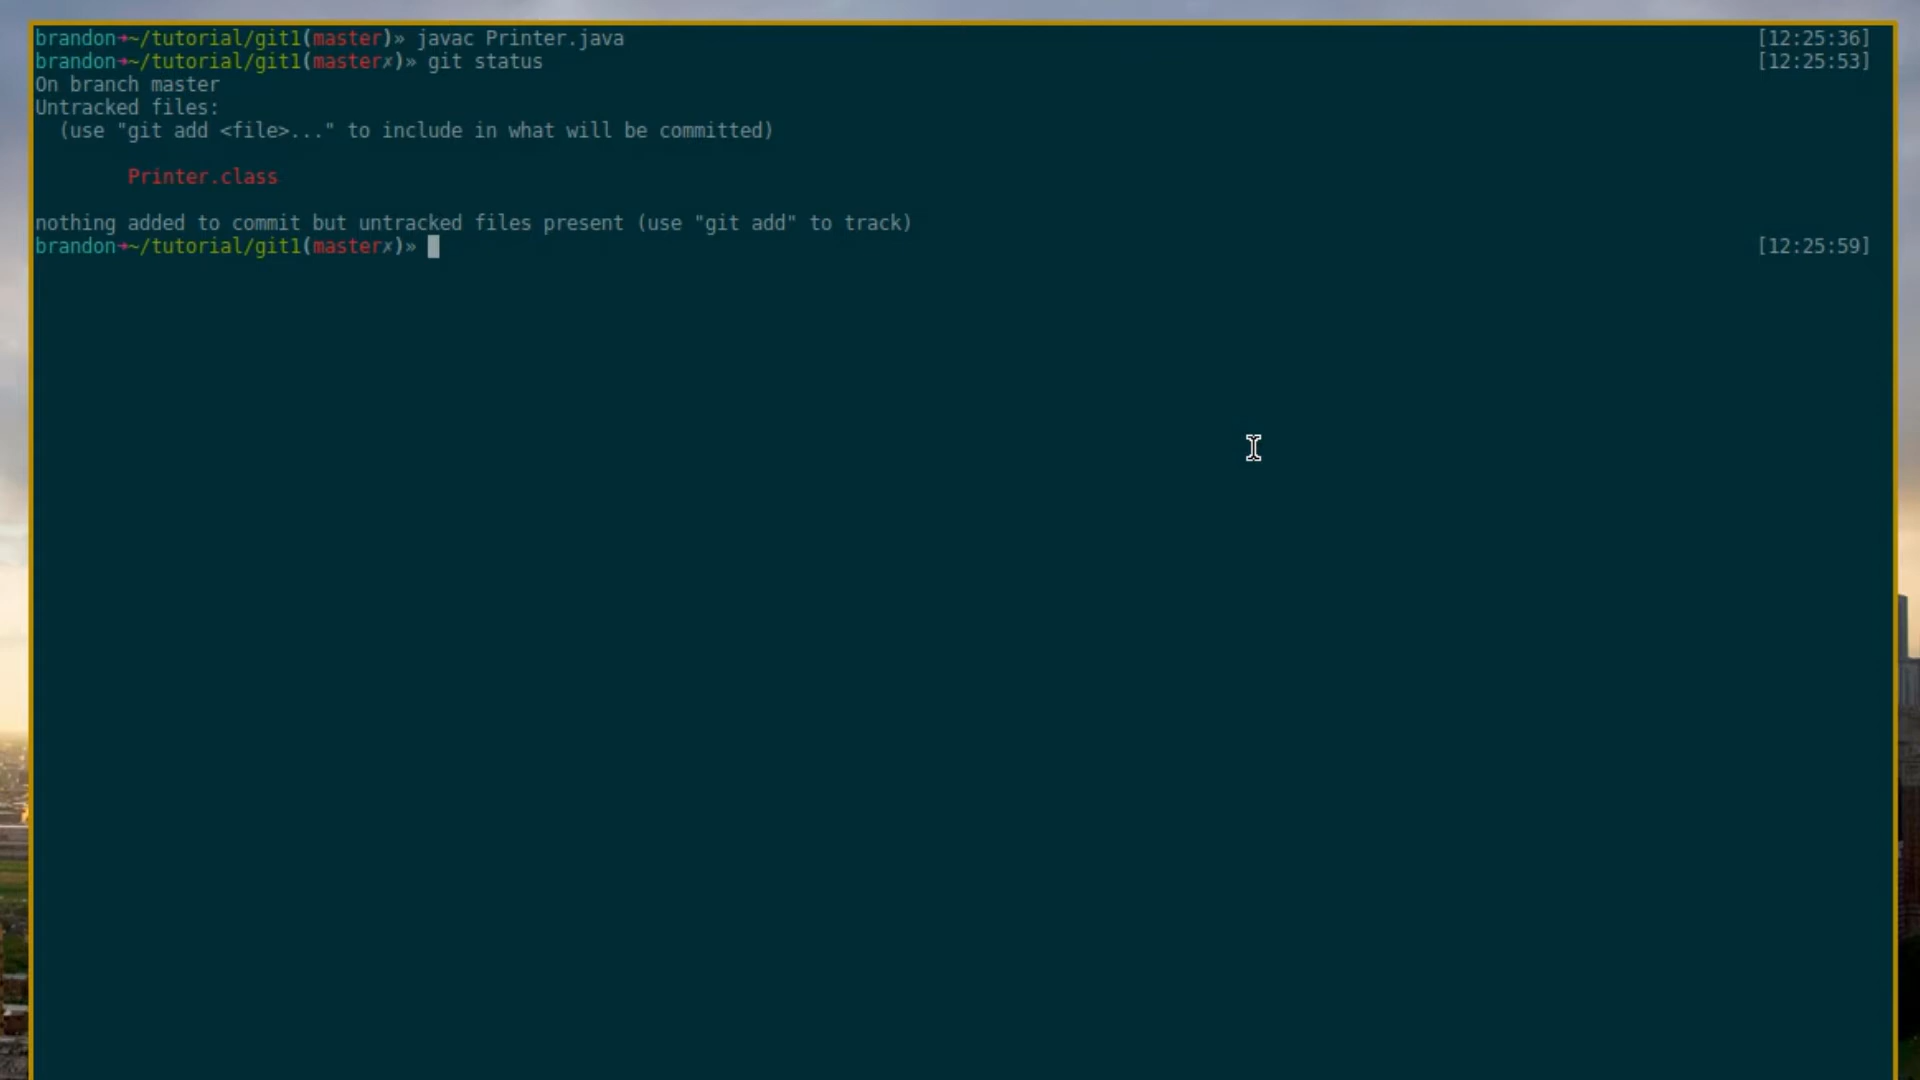 brandon→~/tutorial/git1(master)» javac Printer.java [12:25:36]
brandon→~/tutorial/git1(master✗)» git status [12:25:53]
On branch master
Untracked files:
  (use "git add <file>..." to include in what will be committed)
        Printer.class
nothing added to commit but untracked files present (use "git add" to track)
brandon→~/tutorial/git1(master✗)» [12:25:59]